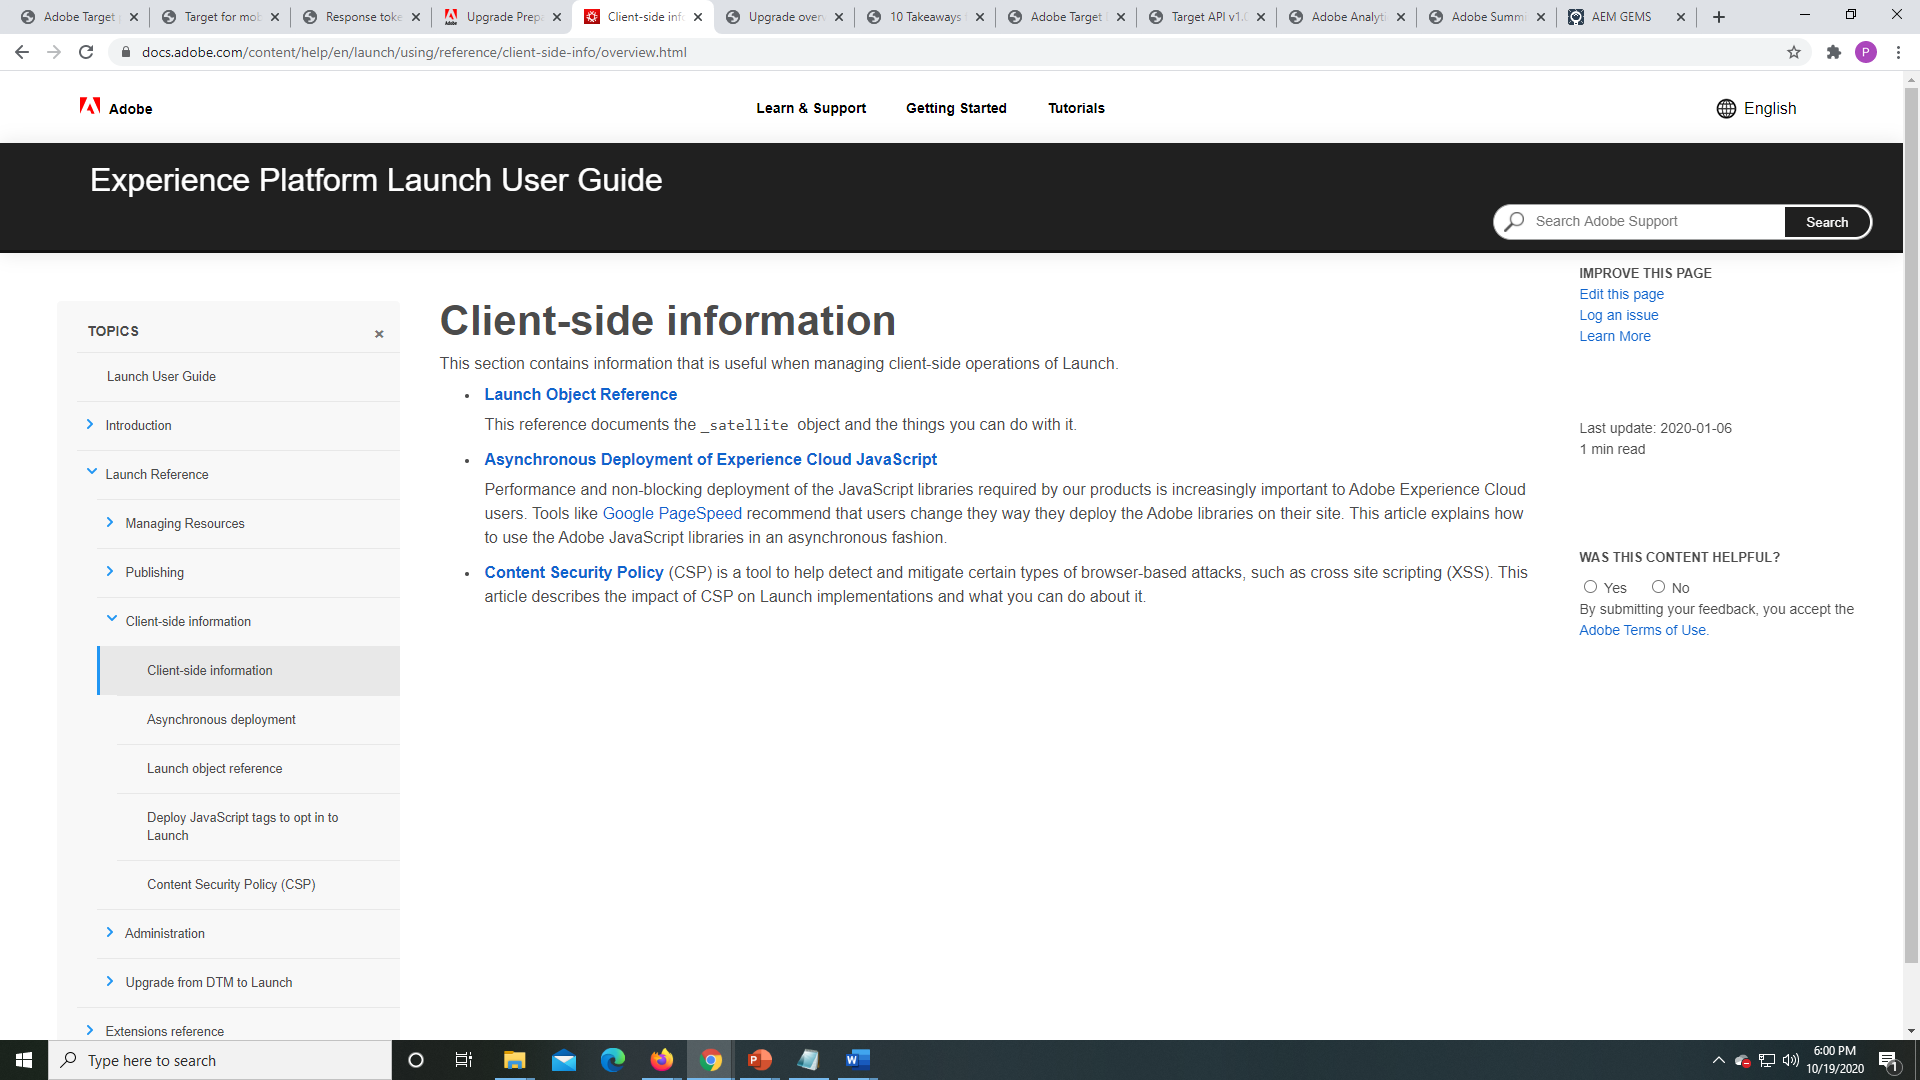 Adobe Target
Target for mob
Response toke
Upgrade Prepa
Client-side info
Upgrade over
10 Takeaways
Adobe Target
Target API v1.
Adobe Analyti
Adobe Summi
AEM GEMS
docs.adobe.com/content/help/en/launch/using/reference/client-side-info/overview.html
P
Adobe
Learn & Support
Getting Started
Tutorials
English
Experience Platform Launch User Guide
Search Adobe Support
Search
TOPICS
Launch User Guide
Introduction
Launch Reference
Managing Resources
Publishing
Client-side information
Client-side information
Asynchronous deployment
Launch object reference
Deploy JavaScript tags to opt in to
Launch
Content Security Policy (CSP)
Administration
Upgrade from DTM to Launch
Extensions reference
Client-side information
This section contains information that is useful when managing client-side operations of Launch.
• Launch Object Reference
This reference documents the _satellite object and the things you can do with it.
• Asynchronous Deployment of Experience Cloud JavaScript
Performance and non-blocking deployment of the JavaScript libraries required by our products is increasingly important to Adobe Experience Cloud
users. Tools like Google PageSpeed recommend that users change they way they deploy the Adobe libraries on their site. This article explains how
to use the Adobe JavaScript libraries in an asynchronous fashion.
• Content Security Policy (CSP) is a tool to help detect and mitigate certain types of browser-based attacks, such as cross site scripting (XSS). This
article describes the impact of CSP on Launch implementations and what you can do about it.
IMPROVE THIS PAGE
Edit this page
Log an issue
Learn More
Last update: 2020-01-06
1 min read
WAS THIS CONTENT HELPFUL?
Yes No
By submitting your feedback, you accept the
Adobe Terms of Use.
Type here to search
6:00 PM
10/19/2020
1